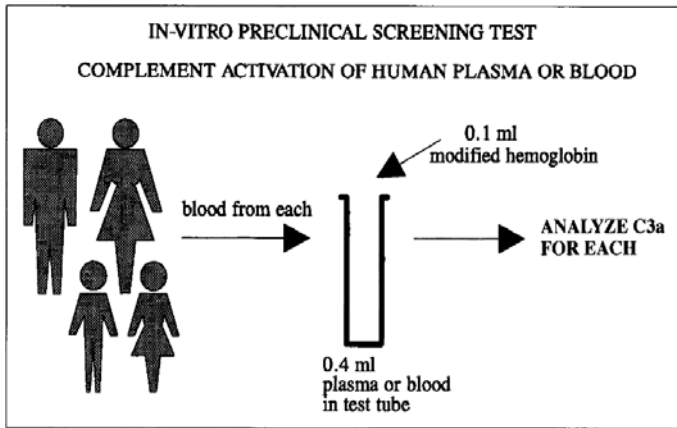 IN-VITRO PRECLINICAL SCREENING TEST
COMPLEMENT ACTIVATION OF HUMAN PLASMA OR BLOOD
0.1 ml
modified hemoglobin
blood from each
ANALYZE C3a
FOR EACH
0.4 ml
plasma or blood
in test tube